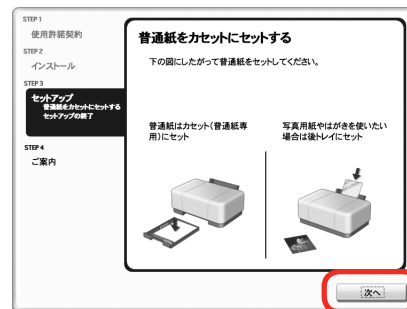 STEP 1
使用許諾契約
STEP 2
インストール
STEP 3
セットアップ
普通紙をカセットにセットする
セットアップの終了
STEP 4
ご案内
普通紙をカセットにセットする
下の図にしたがって普通紙をセットしてください。
普通紙はカセット(普通紙専
用)にセット
写真用紙やはがきを使いたい
場合は後トレイにセット
次へ